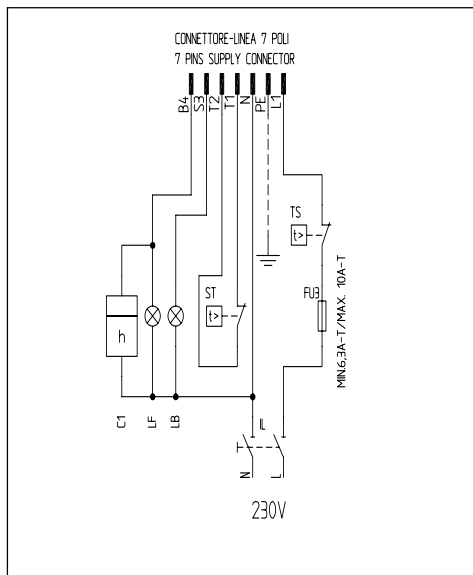 CONNETTORE-LINEA 7 POLI
7 PINS SUPPLY CONNECTOR
B4
S3
T2
T1
N
PE
L1
TS
t>
FU3
MIN.6,3A-T/MAX. 10A-T
ST
t>
h
C1
LF
LB
IL
N
L
230V